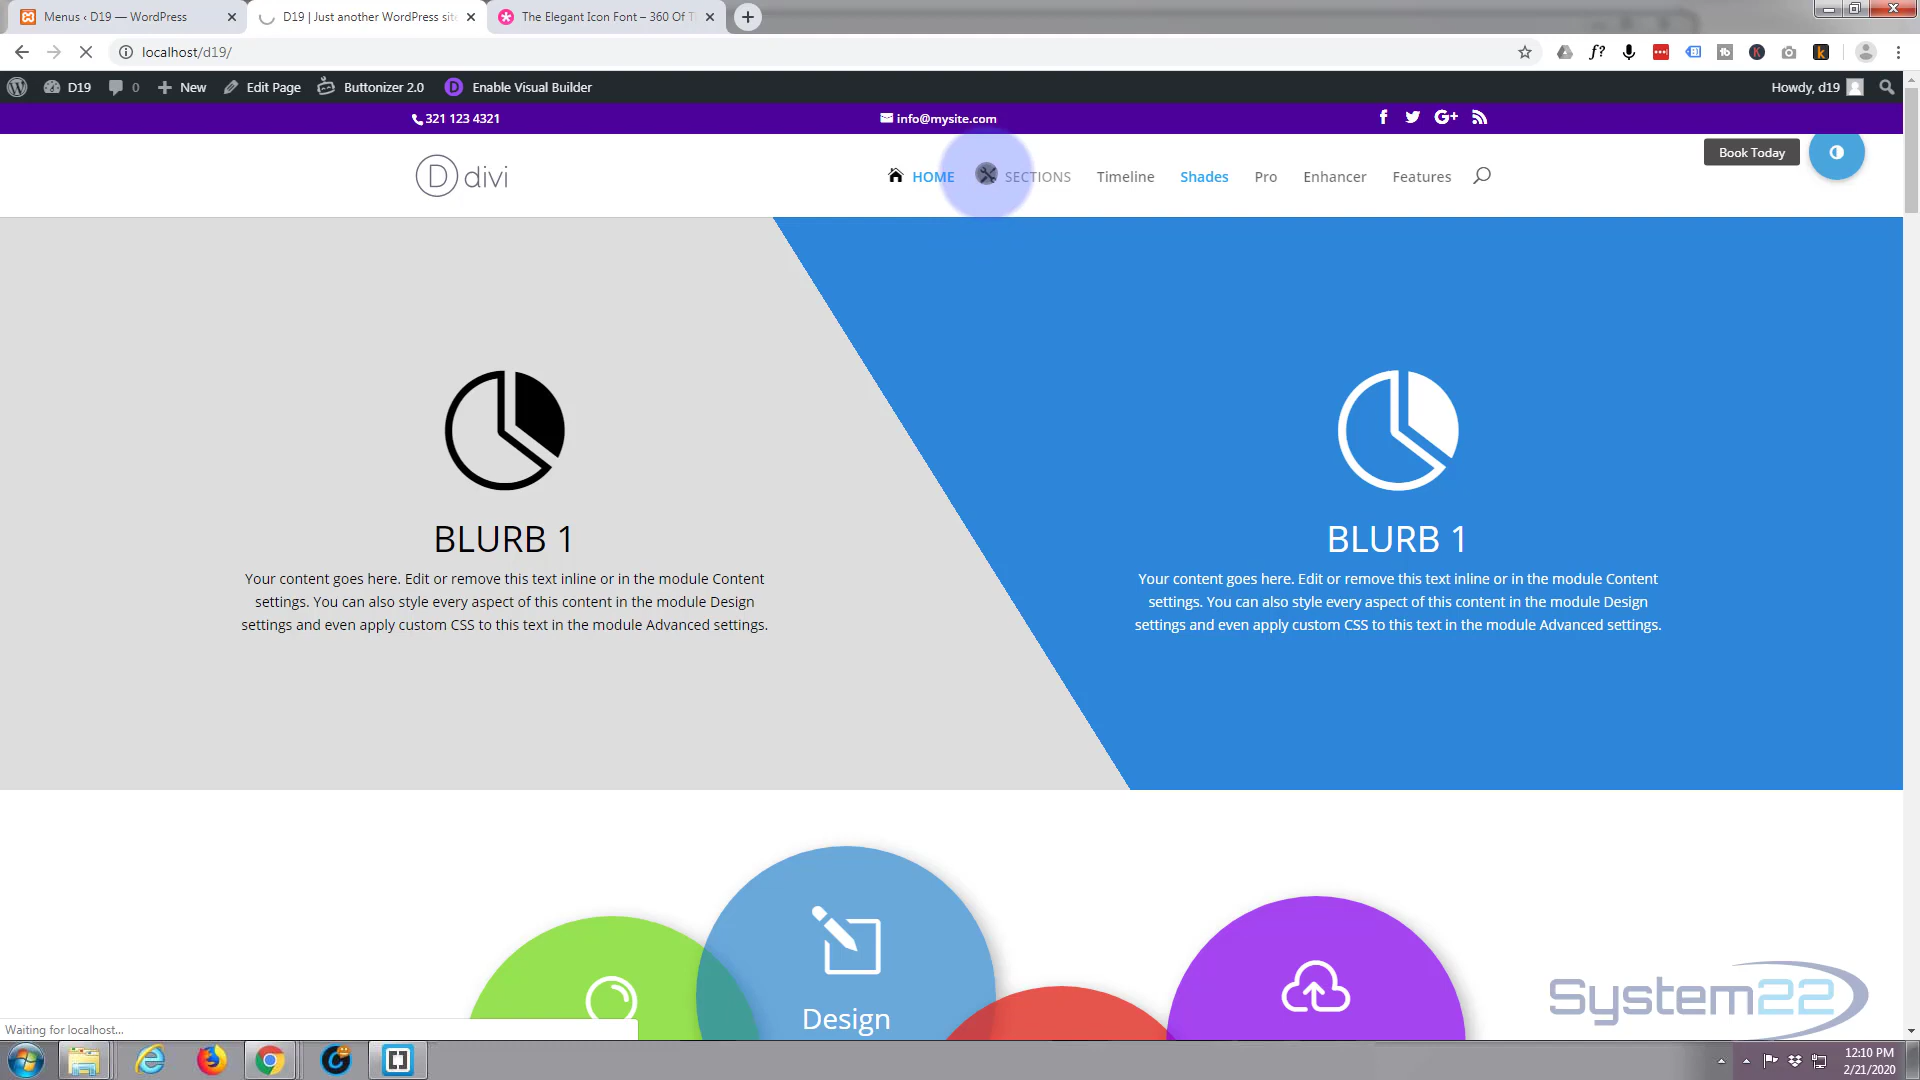 Menus ‹ D19 — WordPress
D19 | Just another WordPress site
The Elegant Icon Font – 360 Of T
localhost/d19/
D19
0
New
Edit Page
Buttonizer 2.0
Enable Visual Builder
Howdy, d19
321 123 4321
info@mysite.com
divi
HOME
SECTIONS
Timeline
Shades
Pro
Enhancer
Features
Book Today
BLURB 1
Your content goes here. Edit or remove this text inline or in the module Content
settings. You can also style every aspect of this content in the module Design
settings and even apply custom CSS to this text in the module Advanced settings.
BLURB 1
Your content goes here. Edit or remove this text inline or in the module Content
settings. You can also style every aspect of this content in the module Design
settings and even apply custom CSS to this text in the module Advanced settings.
Design
System22
Waiting for localhost...
12:10 PM
2/21/2020